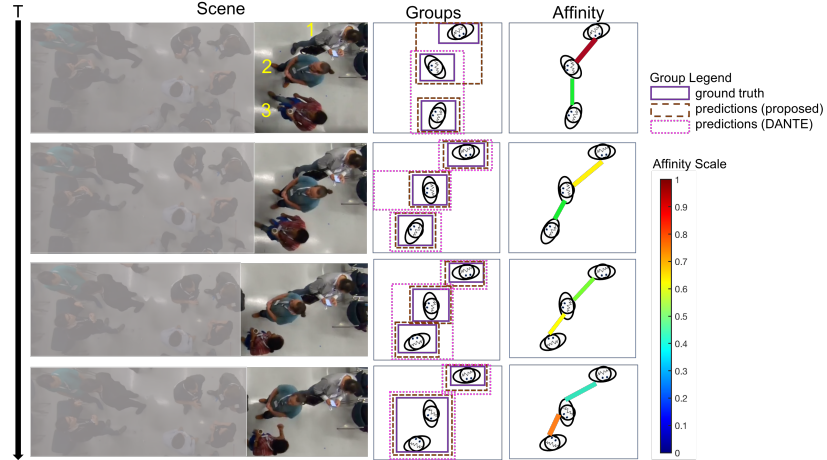 T
Scene
Groups
Affinity
1
2
3
Group Legend
ground truth
predictions (proposed)
predictions (DANTE)
Affinity Scale
1
0.9
0.8
0.7
0.6
0.5
0.4
0.3
0.2
0.1
0